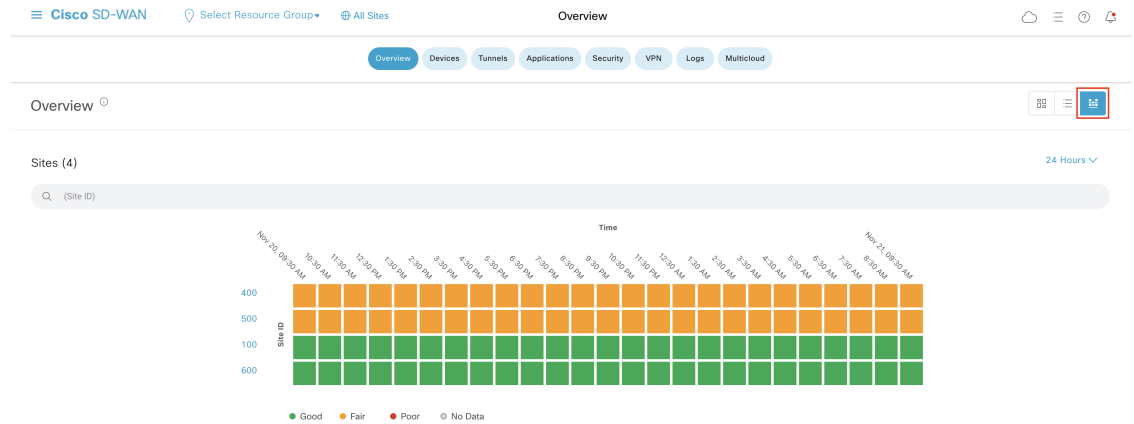 Cisco SD-WAN
Select Resource Group
All Sites
Overview
Overview
Devices
Tunnels
Applications
Security
VPN
Logs
Multicloud
Overview
Sites (4)
24 Hours
(Site ID)
Time
Nov 20, 09:30 AM
10:30 AM
11:30 AM
12:30 PM
1:30 PM
2:30 PM
3:30 PM
4:30 PM
5:30 PM
6:30 PM
7:30 PM
8:30 PM
9:30 PM
10:30 PM
11:30 PM
12:30 AM
1:30 AM
2:30 AM
3:30 AM
4:30 AM
5:30 AM
6:30 AM
7:30 AM
8:30 AM
Nov 21, 09:30 AM
Site ID
400
500
100
600
Good
Fair
Poor
No Data